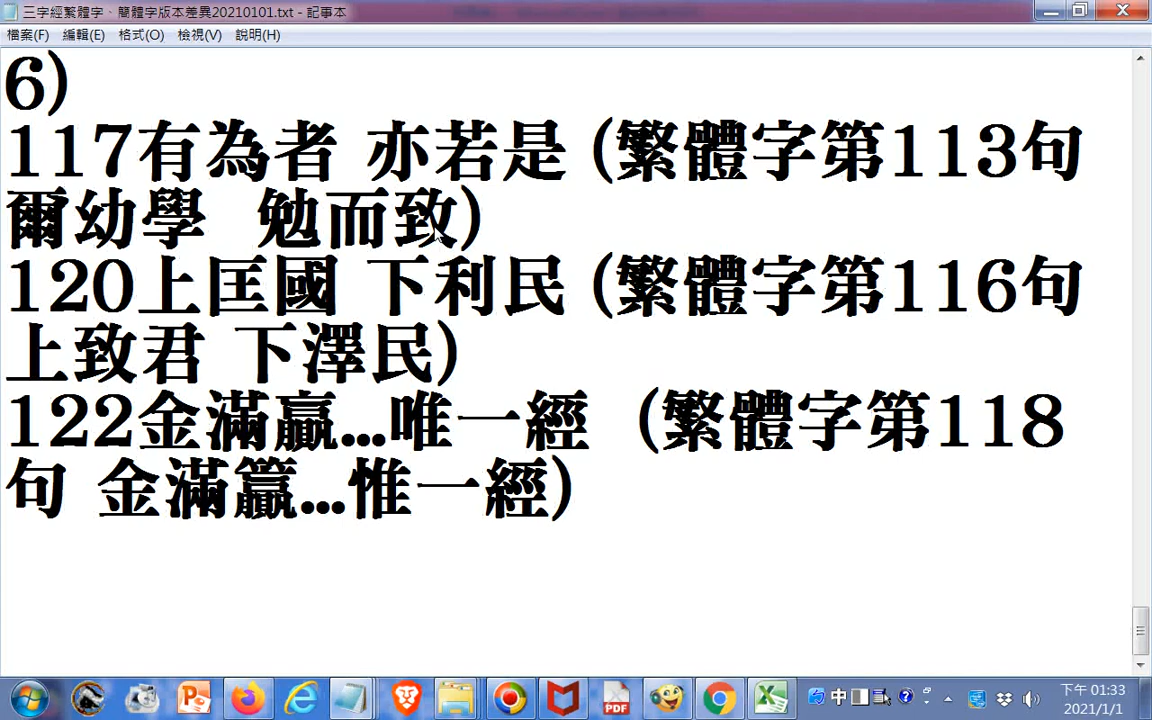 三字經繁體字、簡體字版本差異20210101.txt - 記事本
檔案(F) 編輯(E) 格式(O) 檢視(V) 說明(H)
6)
117有為者 亦若是 (繁體字第113句
爾幼學 勉而致)
120上匡國 下利民 (繁體字第116句
上致君 下澤民)
122金滿贏...唯一經 (繁體字第118
句 金滿籯...惟一經)
中
PDF
下午 01:33
2021/1/1